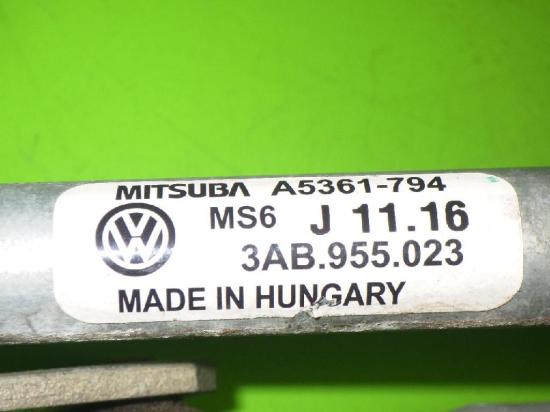 MITSUBA A5361-794
MS6 J 11.16
3AB.955.023
MADE IN HUNGARY